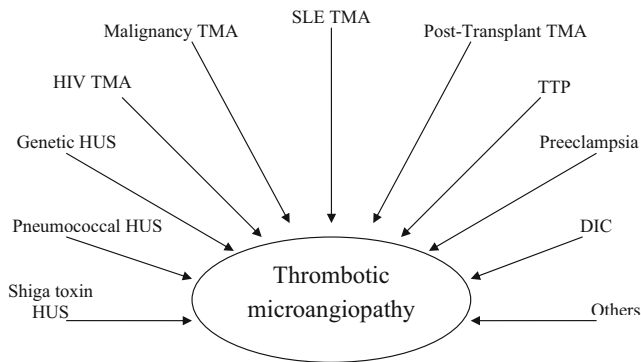 SLE TMA
Malignancy TMA
Post-Transplant TMA
HIV TMA
TTP
Genetic HUS
Preeclampsia
Pneumococcal HUS
DIC
Thrombotic
microangiopathy
Shiga toxin
HUS
Others